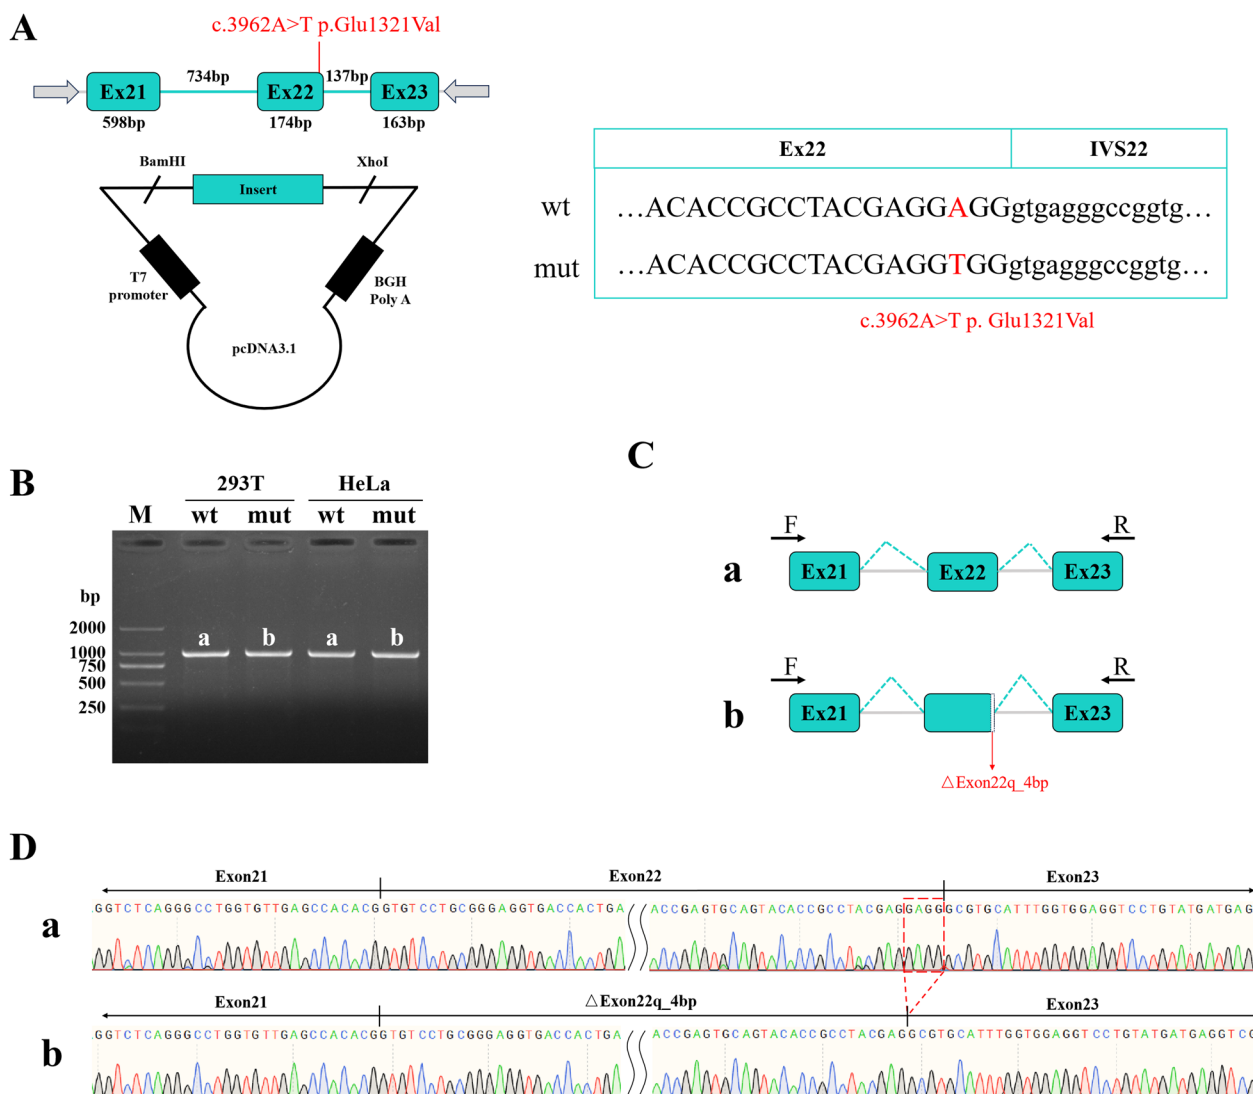 A
c.3962A>T p.Glu1321Val
734bp
137bp
Ex21
Ex22
Ex23
598bp
174bp
163bp
BamHI
XhoI
Insert
T7
promoter
BGH
Poly A
pcDNA3.1
Ex22
IVS22
wt
…ACACCGCCTACGAGGAGGgtgagggccggtg…
mut
…ACACCGCCTACGAGGTGGgtgagggccggtg…
c.3962A>T p. Glu1321Val
B
293T
HeLa
M
wt
mut
wt
mut
bp
2000
1000
750
500
250
a
b
a
b
C
F
R
a
Ex21
Ex22
Ex23
F
R
b
Ex21
Ex23
△Exon22q_4bp
D
a
Exon21
Exon22
Exon23
GGTCTCAGGGCCTGGTGTTGAGCCACACGGTGTCCTGCGGGAGGTGACCACTGA
ACCGAGTGCAGTACACCGCCTACGAGGAGGGCGTGCATTTGGTGGAGGTCCTGTATGATGAG
b
Exon21
△Exon22q_4bp
Exon23
GGTCTCAGGGCCTGGTGTTGAGCCACACGGTGTCCTGCGGGAGGTGACCACTGA
ACCGAGTGCAGTACACCGCCTACGAGGCGTGCATTTGGTGGAGGTCCTGTATGATGAGGTCC